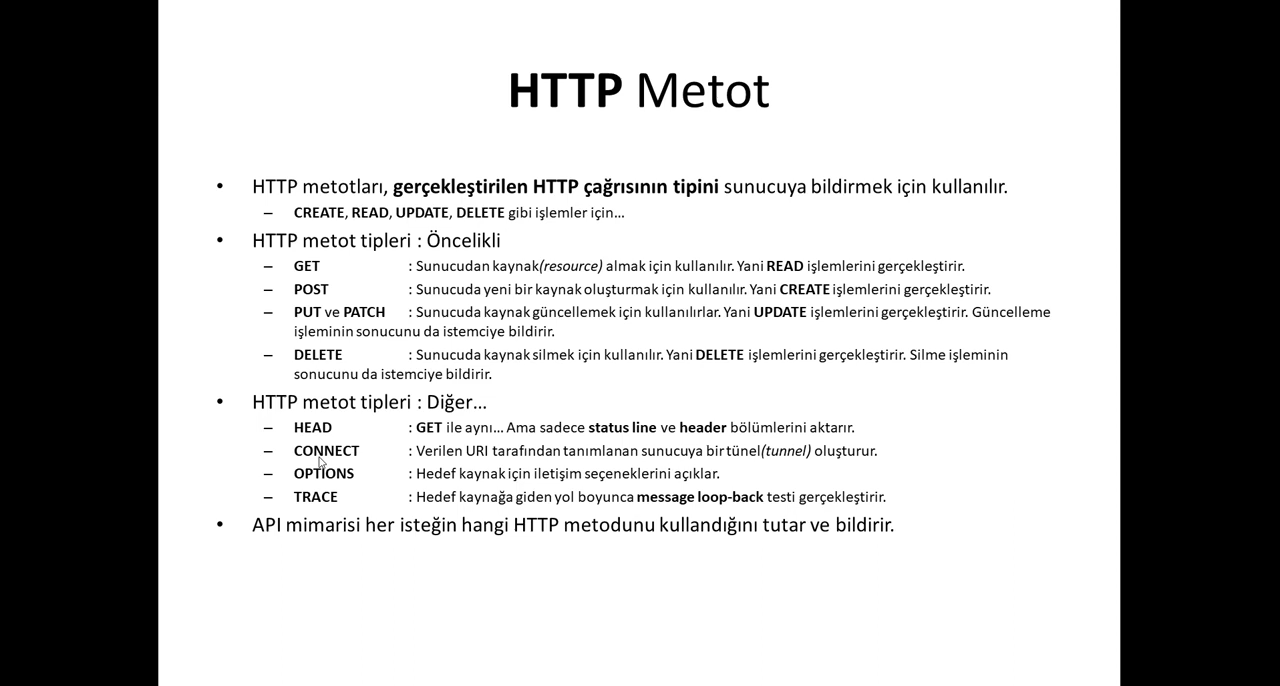 HTTP Metot
• HTTP metotları, gerçekleştirilen HTTP çağrısının tipini sunucuya bildirmek için kullanılır.
– CREATE, READ, UPDATE, DELETE gibi işlemler için…
• HTTP metot tipleri : Öncelikli
– GET : Sunucudan kaynak(resource) almak için kullanılır. Yani READ işlemlerini gerçekleştirir.
– POST : Sunucuda yeni bir kaynak oluşturmak için kullanılır. Yani CREATE işlemlerini gerçekleştirir.
– PUT ve PATCH : Sunucuda kaynak güncellemek için kullanılırlar. Yani UPDATE işlemlerini gerçekleştirir. Güncelleme
işleminin sonucunu da istemciye bildirir.
– DELETE : Sunucuda kaynak silmek için kullanılır. Yani DELETE işlemlerini gerçekleştirir. Silme işleminin
sonucunu da istemciye bildirir.
• HTTP metot tipleri : Diğer…
– HEAD : GET ile aynı… Ama sadece status line ve header bölümlerini aktarır.
– CONNECT : Verilen URI tarafından tanımlanan sunucuya bir tünel(tunnel) oluşturur.
– OPTIONS : Hedef kaynak için iletişim seçeneklerini açıklar.
– TRACE : Hedef kaynağa giden yol boyunca message loop-back testi gerçekleştirir.
• API mimarisi her isteğin hangi HTTP metodunu kullandığını tutar ve bildirir.